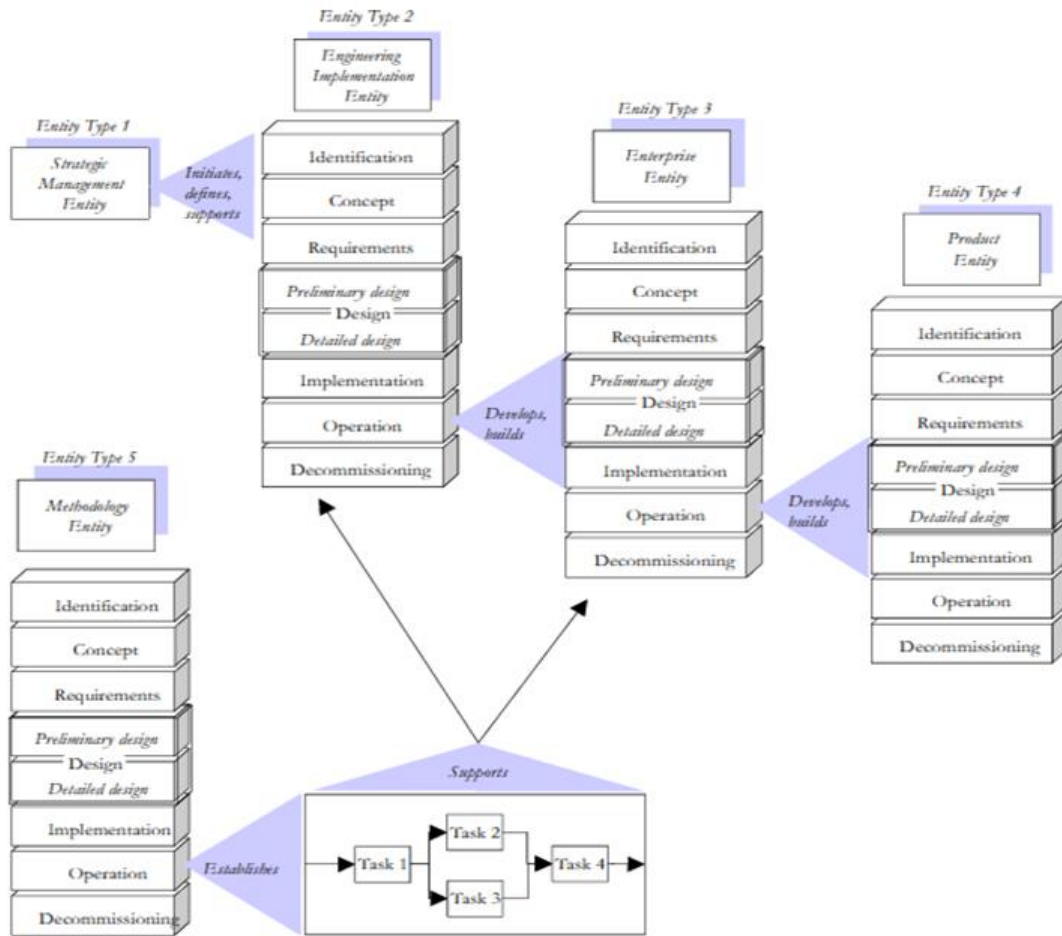 Entity Type 2
Engineering
Implementation
Entity
Entity Type 1
Strategic
Management
Entity
Initiates,
defines,
supports
Identification
Concept
Requirements
Preliminary design
Design
Detailed design
Implementation
Operation
Decommissioning
Entity Type 3
Enterprise
Entity
Develops,
builds
Identification
Concept
Requirements
Preliminary design
Design
Detailed design
Implementation
Operation
Decommissioning
Entity Type 4
Product
Entity
Develops,
builds
Identification
Concept
Requirements
Preliminary design
Design
Detailed design
Implementation
Operation
Decommissioning
Entity Type 5
Methodology
Entity
Identification
Concept
Requirements
Preliminary design
Design
Detailed design
Implementation
Operation
Decommissioning
Establishes
Supports
Task 1
Task 2
Task 3
Task 4